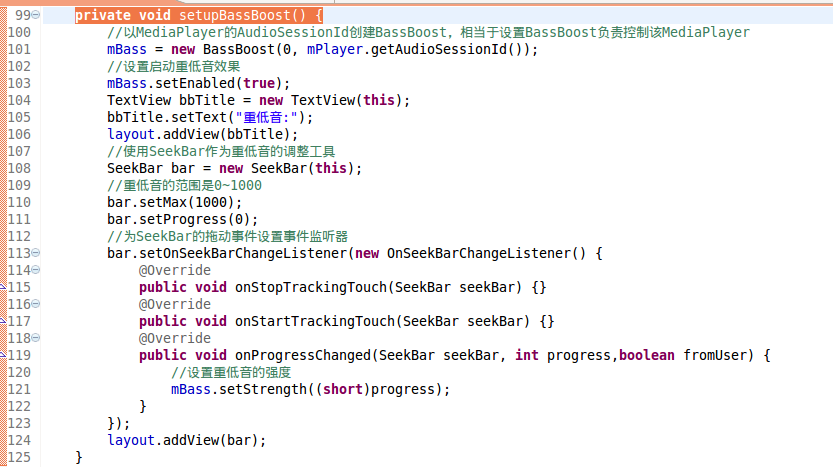 99 private void setupBassBoost() {
100 //以MediaPlayer的AudioSessionId创建BassBoost，相当于设置BassBoost负责控制该MediaPlayer
101 mBass = new BassBoost(0, mPlayer.getAudioSessionId());
102 //设置启动重低音效果
103 mBass.setEnabled(true);
104 TextView bbTitle = new TextView(this);
105 bbTitle.setText("重低音:");
106 layout.addView(bbTitle);
107 //使用SeekBar作为重低音的调整工具
108 SeekBar bar = new SeekBar(this);
109 //重低音的范围是0~1000
110 bar.setMax(1000);
111 bar.setProgress(0);
112 //为SeekBar的拖动事件设置事件监听器
113 bar.setOnSeekBarChangeListener(new OnSeekBarChangeListener() {
114 @Override
115 public void onStopTrackingTouch(SeekBar seekBar) {}
116 @Override
117 public void onStartTrackingTouch(SeekBar seekBar) {}
118 @Override
119 public void onProgressChanged(SeekBar seekBar, int progress,boolean fromUser) {
120 //设置重低音的强度
121 mBass.setStrength((short)progress);
122 }
123 });
124 layout.addView(bar);
125 }